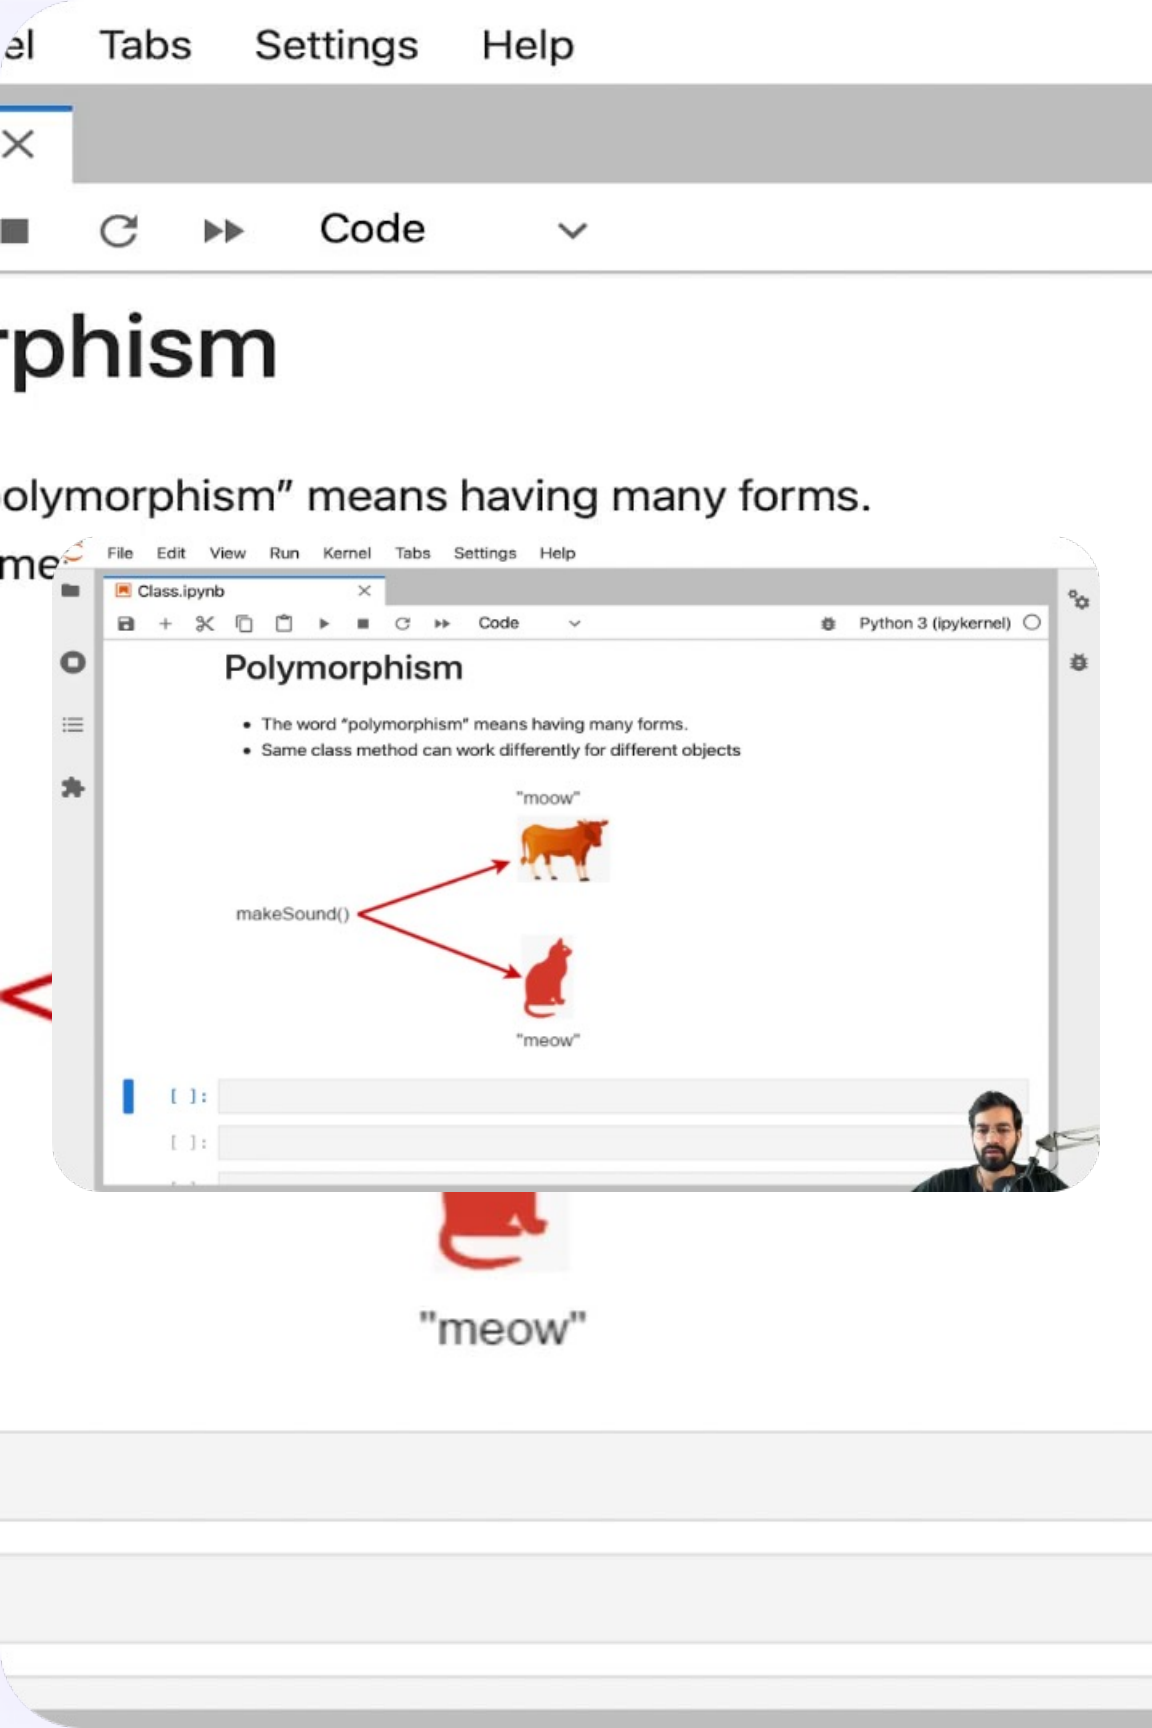 el Tabs Settings Help
Code
rphism
olymorphism” means having many forms.
me
File Edit View Run Kernel Tabs Settings Help
Class.ipynb
Code Python 3 (ipykernel)
Polymorphism
• The word “polymorphism” means having many forms.
• Same class method can work differently for different objects
"moow"
makeSound()
"meow"
[ ]:
[ ]:
"meow"